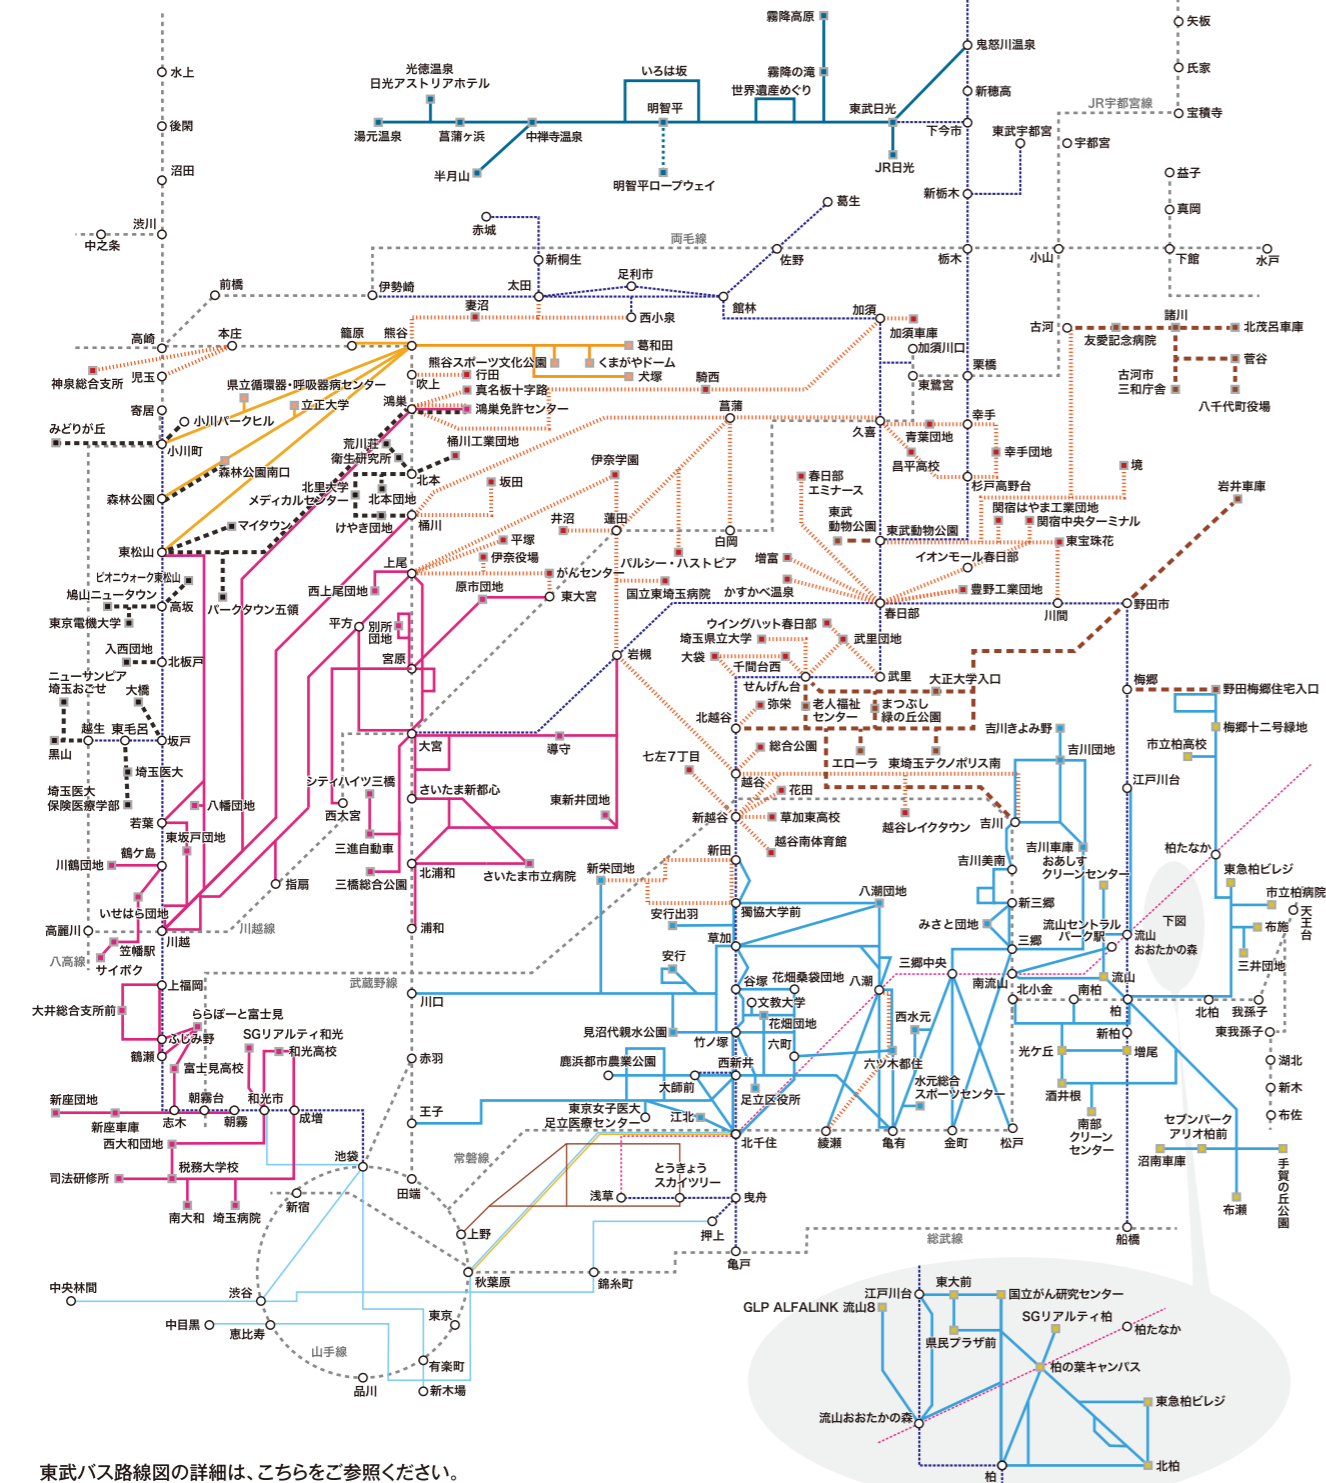 霧降高原
矢板
鬼怒川温泉
水上
光徳温泉
日光アストリアホテル
いろは坂
霧降の滝
氏家
世界遺産めぐり
新穂高
明智平
東武日光
JR宇都宮線
宝積寺
後閑
湯元温泉
菖蒲ヶ浜
中禅寺温泉
下今市
東武宇都宮
宇都宮
沼田
半月山
明智平ロープウェイ
JR日光
新栃木
益子
葛生
真岡
渋川
中之条
赤城
両毛線
新桐生
佐野
栃木
小山
下館
水戸
前橋
伊勢崎
太田
足利市
館林
妻沼
西小泉
加須
加須車庫
加須川口
古河
諸川
友愛記念病院
北茂呂車庫
高崎
本庄
籠原
熊谷
葛和田
熊谷スポーツ文化公園
くまがやドーム
犬塚
神泉総合支所
児玉
県立循環器・呼吸器病センター
吹上
行田
騎西
東鷲宮
栗橋
古河市
三和庁舎
菅谷
真名板十字路
寄居
立正大学
鴻巣
鴻巣免許センター
菖蒲
久喜
幸手
八千代町役場
みどりが丘
小川パークヒル
小川町
荒川荘
衛生研究所
桶川工業団地
青葉団地
昌平高校
幸手団地
森林公園南口
北里大学
メディカルセンター
北本
北本団地
伊奈学園
坂田
春日部
エミナース
杉戸高野台
境
岩井車庫
森林公園
けやき団地
桶川
井沼
蓮田
白岡
東武
動物公園
東武動物公園
関宿はやま工業団地
関宿中央ターミナル
マイタウン
平塚
東松山
上尾
伊奈役場
がんセンター
パルシー・ハストピア
増富
イオンモール春日部
東宝珠花
ピオニウォーク東松山
鳩山ニュータウン
高坂
パークタウン五領
西上尾団地
原市団地
東大宮
国立東埼玉病院
かすかべ温泉
豊野工業団地
春日部
川間
野田市
東京電機大学
平方
別所
団地
ウイングハット春日部
埼玉県立大学
武里団地
入西団地
北坂戸
宮原
岩槻
大袋
千間台西
せんげん台
武里
大正大学入口
梅郷
野田梅郷住宅入口
ニューサンピア
埼玉おごせ
大橋
弥栄
老人福祉
センター
まつぶし
緑の丘公園
北越谷
吉川きよみ野
梅郷十二号緑地
越生
東毛呂
坂戸
黒山
大宮
導守
七左７丁目
総合公園
エローラ
東埼玉テクノポリス南
吉川団地
市立柏高校
埼玉医大
埼玉医大
保険医療学部
シティハイツ三橋
さいたま新都心
越谷
江戸川台
八幡団地
西大宮
東新井団地
花田
草加東高校
越谷レイクタウン
若葉
東坂戸団地
三進自動車
新越谷
越谷南体育館
吉川
鶴ケ島
新田
吉川車庫
柏たなか
川鶴団地
三橋総合公園
北浦和
さいたま市立病院
新栄団地
吉川美南
おおあしす
クリーンセンター
東急柏ビレジ
市立柏病院
指扇
八潮団地
獨協大学前
新三郷
天王台
いせはら団地
安行出羽
みさと団地
流山セントラル
パーク駅
下図
布施
高麗川
川越線
川越
浦和
草加
三郷
流山
おおたかの森
笠幡駅
安行
三井団地
八高線
サイボク
三郷中央
武蔵野線
谷塚
花畑桑袋団地
八潮
南流山
流山
上福岡
川口
文教大学
北小金
南柏
柏
北柏
我孫子
大井総合支所前
ららぽーと富士見
西水元
花畑団地
ふじみ野
SGリアルティ和光
見沼代親水公園
竹ノ塚
新柏
東我孫子
鶴瀬
和光高校
六町
富士見高校
赤羽
鹿浜都市農業公園
西新井
六ツ木都住
光ケ丘
増尾
湖北
大師前
水元総合
スポーツセンター
酒井根
新木
新座団地
朝霞台
和光市
足立区役所
王子
東京女子医大
足立医療センター
江北
新座車庫
志木
朝霞
成増
南部
クリーン
センター
布佐
北千住
綾瀬
亀有
金町
松戸
セブンパーク
アリオ柏前
西大和団地
池袋
常磐線
税務大学校
とうきょう
スカイツリー
沼南車庫
手賀の丘公園
司法研修所
田端
浅草
曳舟
新宿
布瀬
南大和
埼玉病院
上野
押上
船橋
亀戸
総武線
秋葉原
錦糸町
中央林間
渋谷
江戸川台
東大前
国立がん研究センター
GLP ALFALINK 流山8
SGリアルティ柏
中目黒
恵比寿
東京
柏たなか
県民プラザ前
山手線
有楽町
柏の葉キャンパス
品川
新木場
東急柏ビレジ
流山おおたかの森
北柏
柏
東武バス路線図の詳細は、こちらをご参照ください。